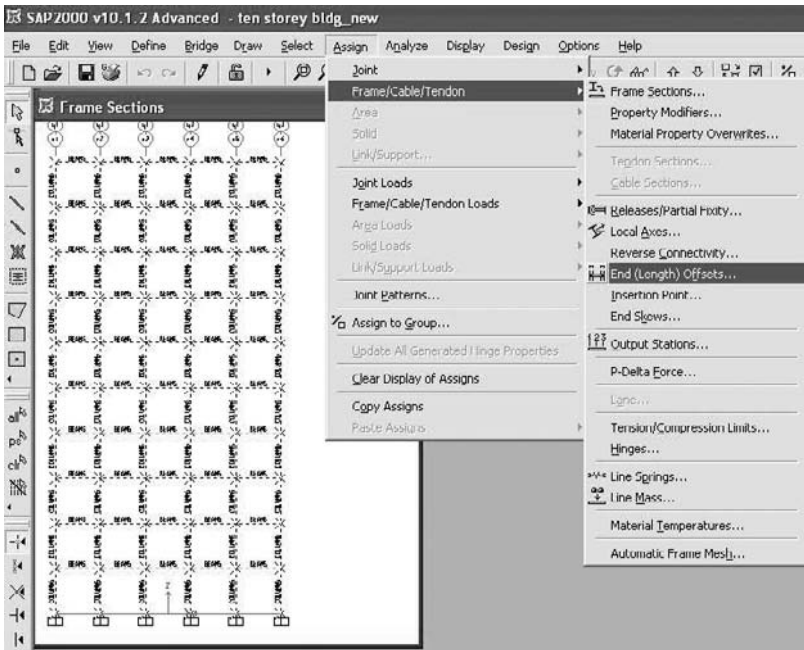 SAP2000 v10.1.2 Advanced - ten storey bldg_new
File Edit View Define Bridge Draw Select Assign Analyze Display Design Options Help
Frame Sections
Joint
Frame/Cable/Tendon
Area
Solid
Link/Support...
Joint Loads
Frame/Cable/Tendon Loads
Area Loads
Solid Loads
Link/Support Loads
Joint Patterns...
Assign to Group...
Update All Generated Hinge Properties
Clear Display of Assigns
Copy Assigns
Paste Assigns
Frame Sections...
Property Modifiers...
Material Property Overwrites...
Tendon Sections...
Cable Sections...
Releases/Partial Fixity...
Local Axes...
Reverse Connectivity...
End (Length) Offsets...
Insertion Point...
End Skews...
Output Stations...
P-Delta Force...
Lane...
Tension/Compression Limits...
Hinges...
Line Springs...
Line Mass...
Material Temperatures...
Automatic Frame Mesh...
all
ps
clr
Z